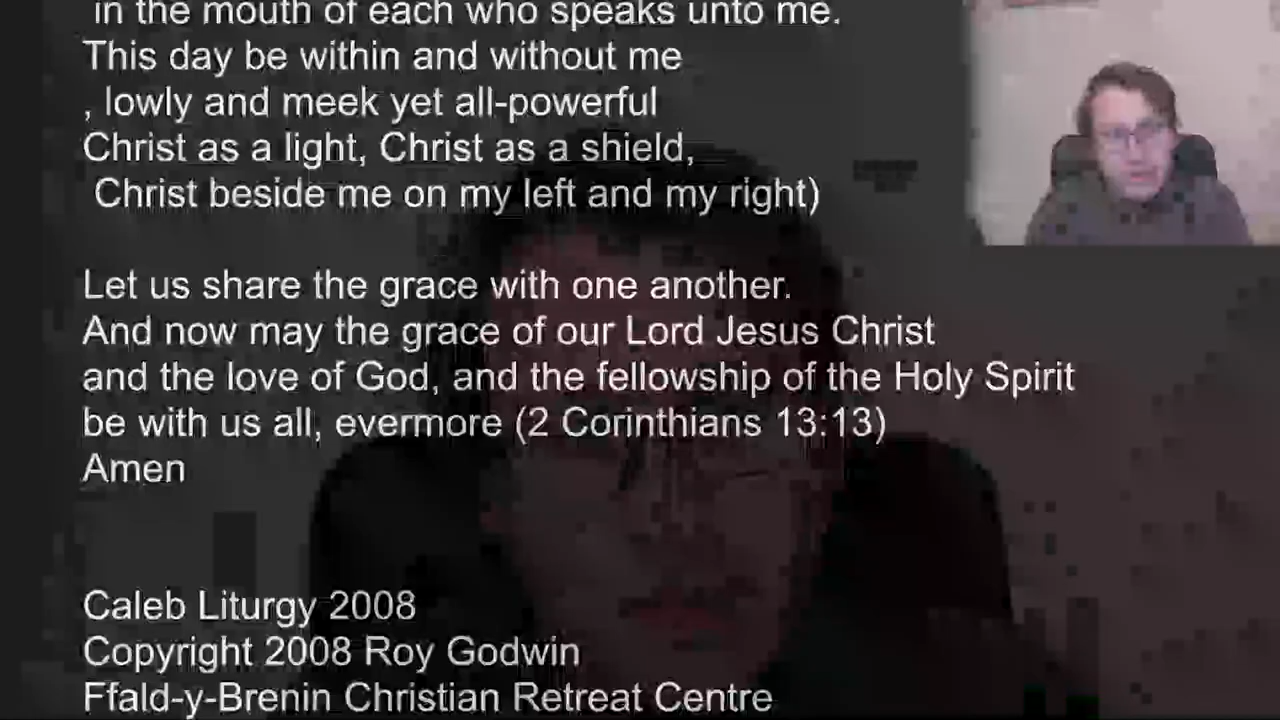 in the mouth of each who speaks unto me.
This day be within and without me
, lowly and meek yet all-powerful
Christ as a light, Christ as a shield,
Christ beside me on my left and my right)
Let us share the grace with one another.
And now may the grace of our Lord Jesus Christ
and the love of God, and the fellowship of the Holy Spirit
be with us all, evermore (2 Corinthians 13:13)
Amen
Caleb Liturgy 2008
Copyright 2008 Roy Godwin
Ffald-y-Brenin Christian Retreat Centre